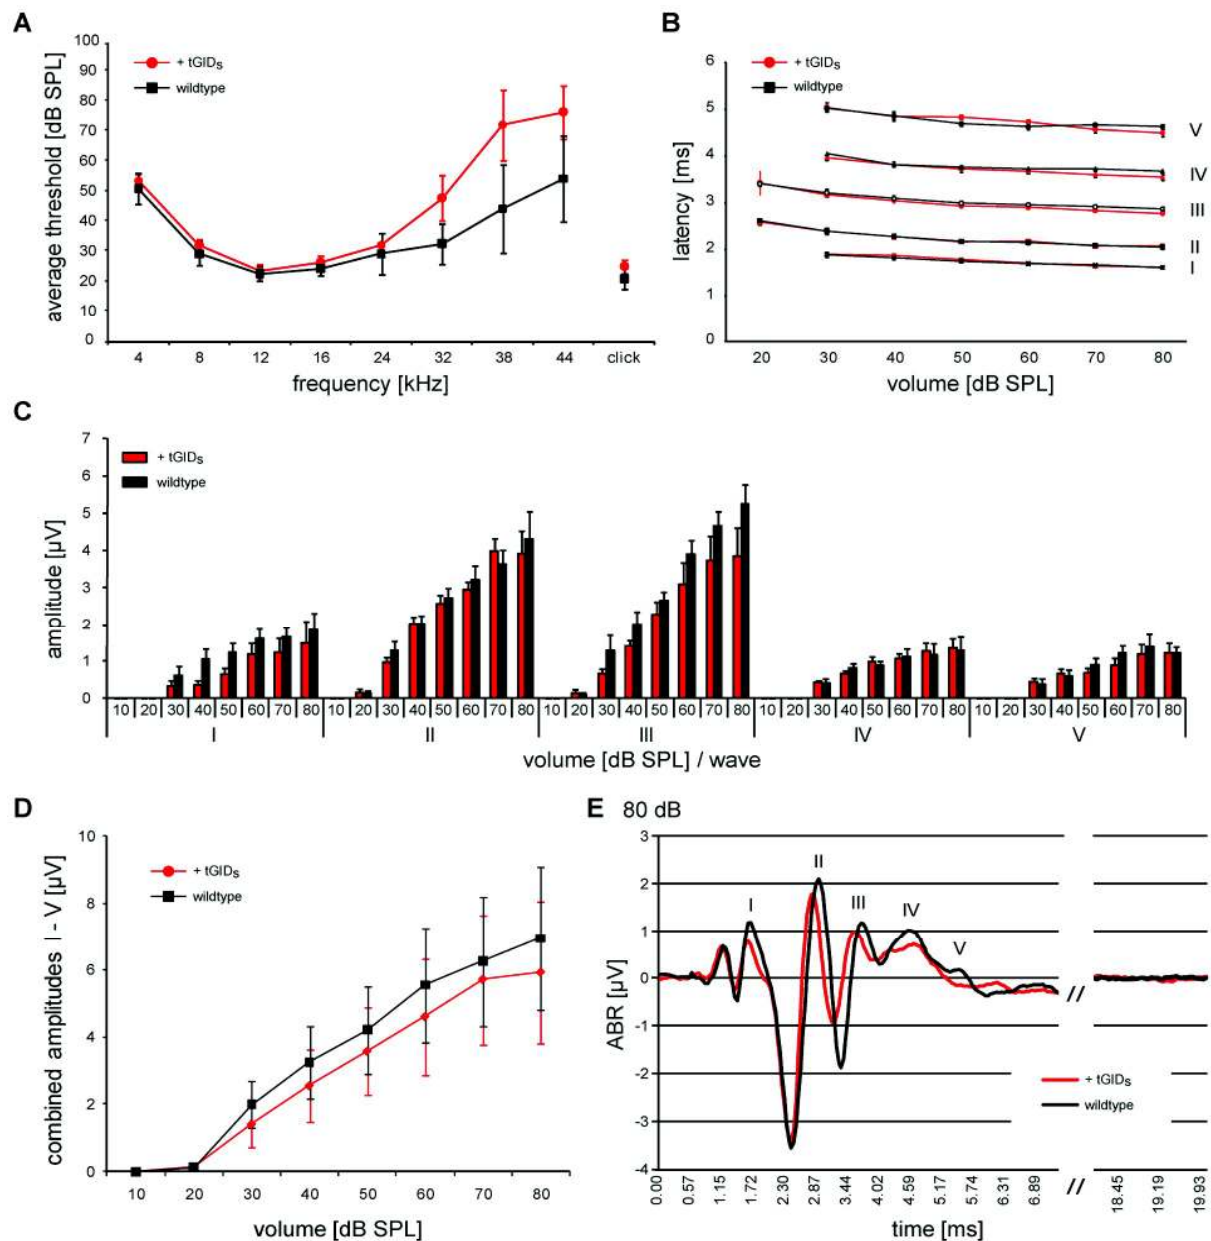 A
100
90
80
70
60
50
40
30
20
10
0
average threshold [dB SPL]
+ tGIDs
wildtype
4 8 12 16 24 32 38 44 click
frequency [kHz]
B
6
5
4
3
2
1
0
latency [ms]
+ tGIDs
wildtype
V
IV
III
II
I
20 30 40 50 60 70 80
volume [dB SPL]
C
7
6
5
4
3
2
1
0
amplitude [µV]
+ tGIDs
wildtype
10 20 30 40 50 60 70 80 10 20 30 40 50 60 70 80 10 20 30 40 50 60 70 80 10 20 30 40 50 60 70 80 10 20 30 40 50 60 70 80
I II III IV V
volume [dB SPL] / wave
D
10
8
6
4
2
0
combined amplitudes I - V [µV]
+ tGIDs
wildtype
10 20 30 40 50 60 70 80
volume [dB SPL]
E 80 dB
3
2
1
0
-1
-2
-3
-4
ABR [µV]
I
II
III
IV
V
//
+ tGIDs
wildtype
0.00 0.57 1.15 1.72 2.30 2.87 3.44 4.02 4.59 5.17 5.74 6.31 6.89 // 18.45 19.19 19.93
time [ms]